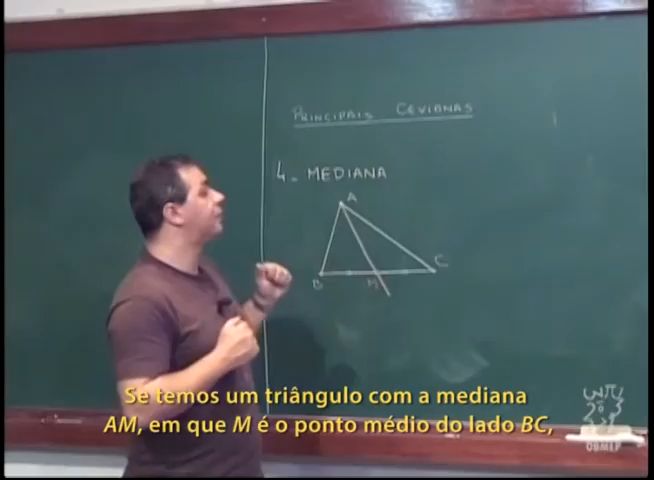 PRINCIPAIS CEVIANAS
4- MEDIANA
A
C
B M
Se temos um triângulo com a mediana
AM, em que M é o ponto médio do lado BC,
OBMEP